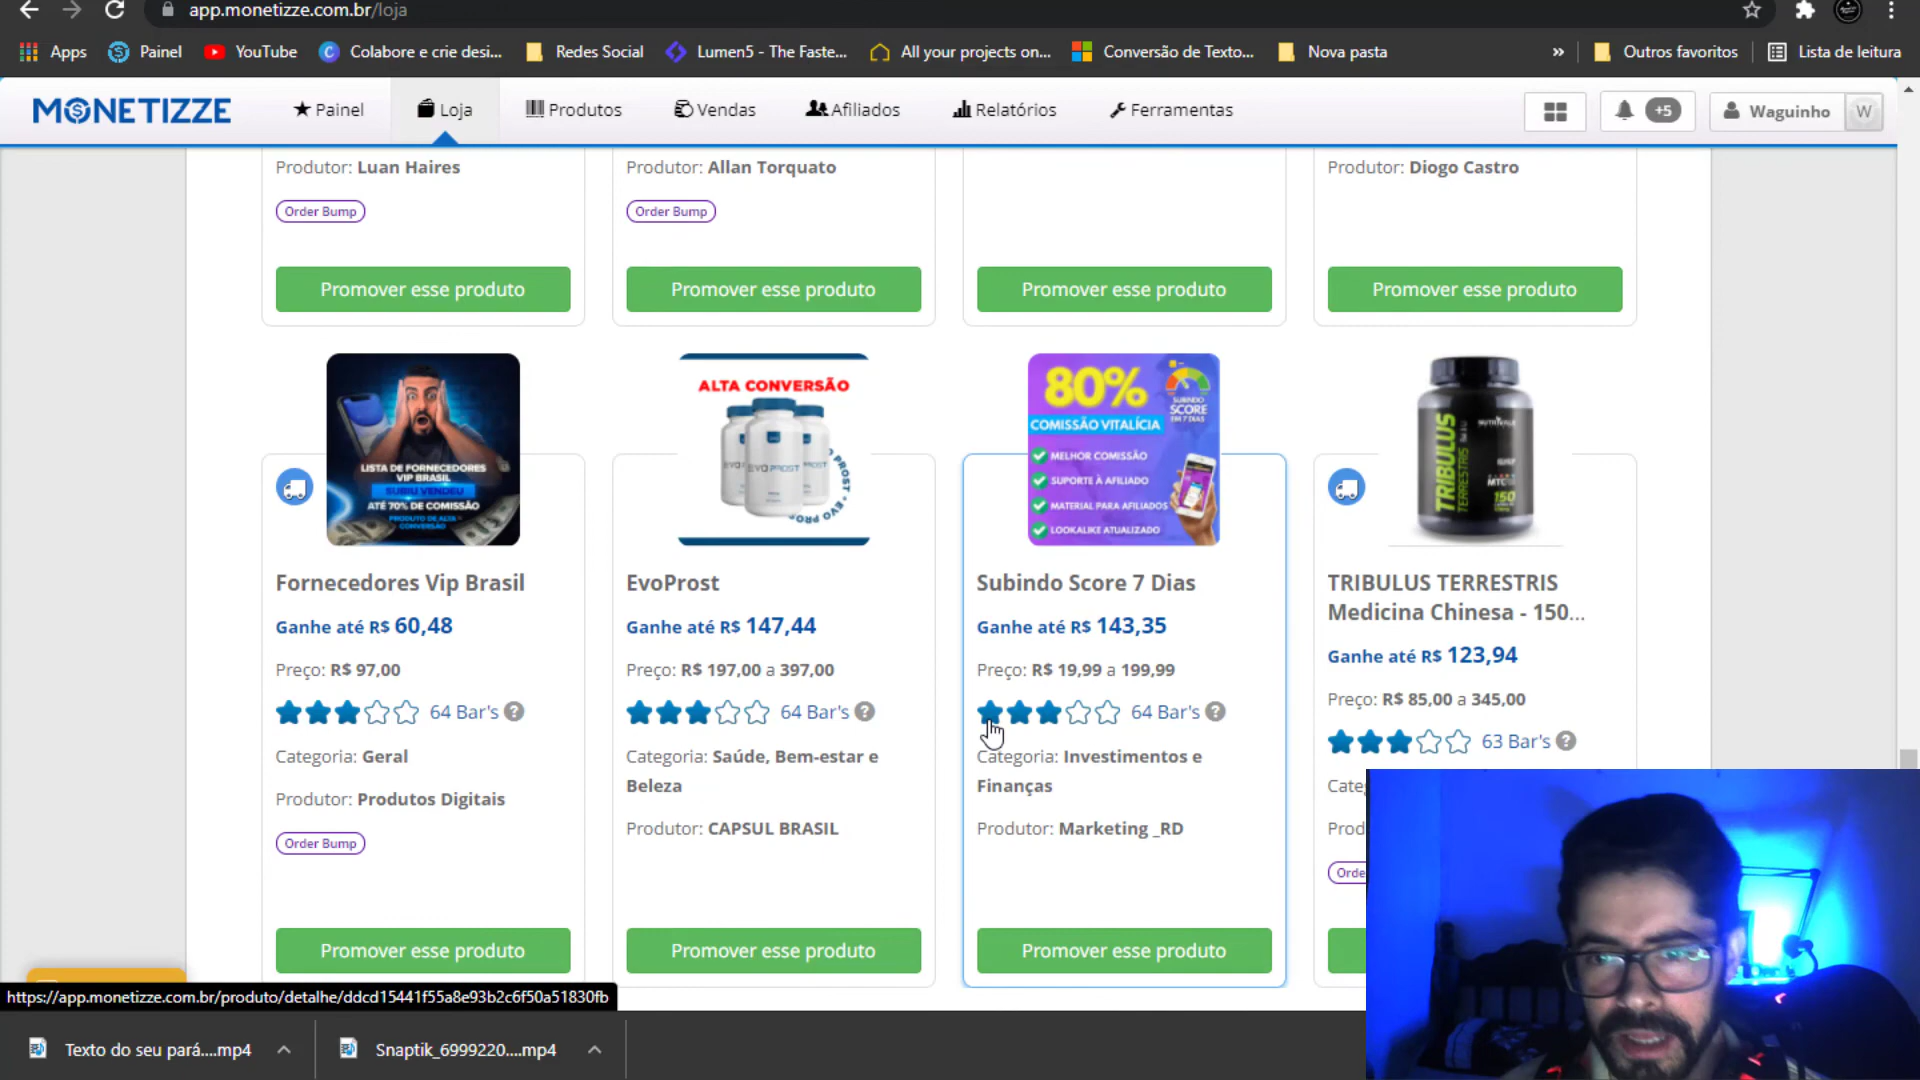 app.monetizze.com.br/loja
Apps
Painel
YouTube
Colabore e crie desi...
Redes Social
Lumen5 - The Faste...
All your projects on...
Conversão de Texto...
Nova pasta
»
Outros favoritos
Lista de leitura
MONETIZZE
Painel
Loja
Produtos
Vendas
Afiliados
Relatórios
Ferramentas
+5
Waguinho
W
Produtor: Luan Haires
Order Bump
Promover esse produto
Produtor: Allan Torquato
Order Bump
Promover esse produto
Promover esse produto
Produtor: Diogo Castro
Promover esse produto
LISTA DE FORNECEDORES
VIP BRASIL
SUBIU VENDEU
ATÉ 70% DE COMISSÃO
PRODUTO DE ALTA
CONVERSÃO
Fornecedores Vip Brasil
Ganhe até R$ 60,48
Preço: R$ 97,00
64 Bar's ?
Categoria: Geral
Produtor: Produtos Digitais
Order Bump
Promover esse produto
ALTA CONVERSÃO
EVO PROST
EvoProst
Ganhe até R$ 147,44
Preço: R$ 197,00 a 397,00
64 Bar's ?
Categoria: Saúde, Bem-estar e
Beleza
Produtor: CAPSUL BRASIL
Promover esse produto
80%
SUBINDO
SCORE
EM 7 DIAS
COMISSÃO VITALÍCIA
MELHOR COMISSÃO
SUPORTE À AFILIADO
MATERIAL PARA AFILIADOS
LOOKALIKE ATUALIZADO
Subindo Score 7 Dias
Ganhe até R$ 143,35
Preço: R$ 19,99 a 199,99
64 Bar's ?
Categoria: Investimentos e
Finanças
Produtor: Marketing _RD
Promover esse produto
TRIBULUS
TERRESTRIS
MTC
150
TRIBULUS TERRESTRIS
Medicina Chinesa - 150...
Ganhe até R$ 123,94
Preço: R$ 85,00 a 345,00
63 Bar's ?
Cate
Prod
Orde
https://app.monetizze.com.br/produto/detalhe/ddcd15441f55a8e93b2c6f50a51830fb
Texto do seu pará....mp4
Snaptik_6999220....mp4